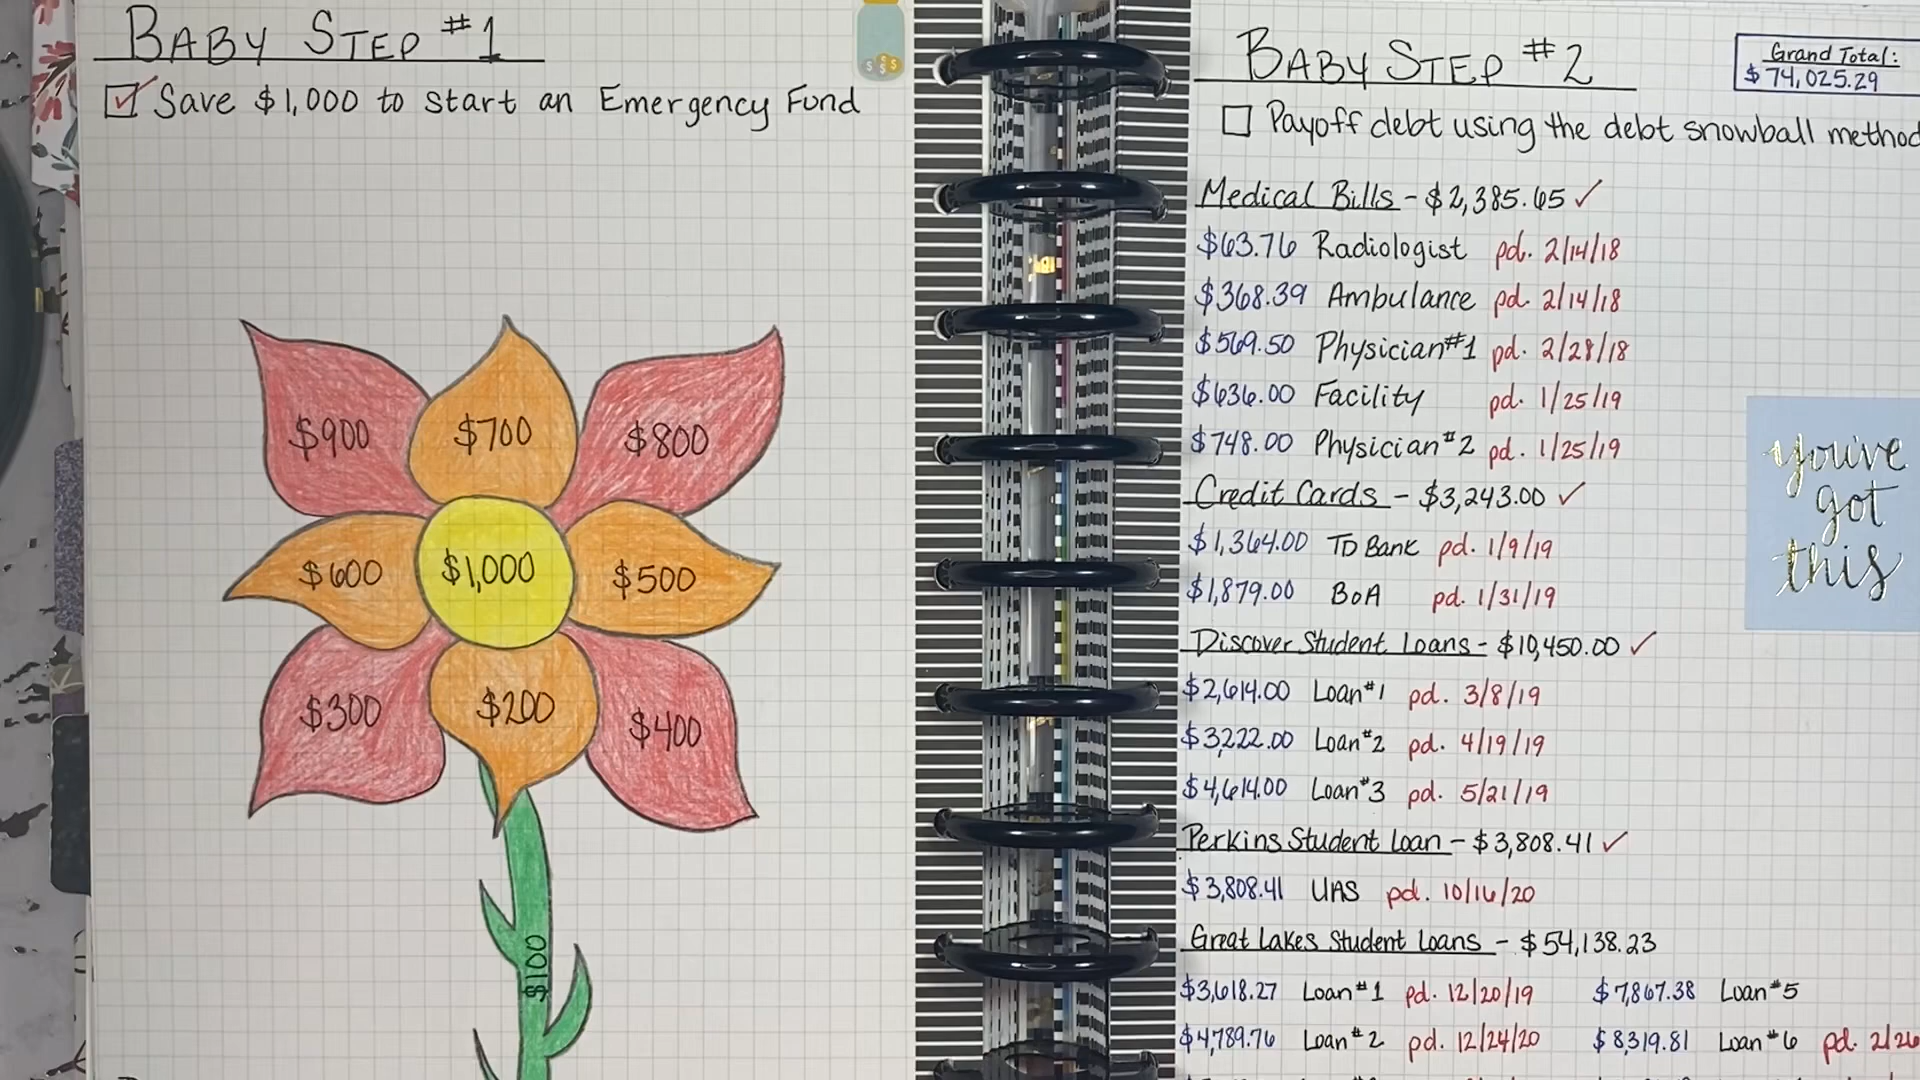 BABY STEP #1
Save $1,000 to start an Emergency Fund
$900
$700
$800
$600
$1,000
$500
$300
$200
$400
$100
BABY STEP #2
Grand Total:
$74,025.29
Payoff debt using the debt snowball method
Medical Bills - $2,385.65 ✓
$63.76 Radiologist pd. 2/14/18
$368.39 Ambulance pd. 2/14/18
$569.50 Physician #1 pd. 2/28/18
$636.00 Facility pd. 1/25/19
$748.00 Physician #2 pd. 1/25/19
Credit Cards - $3,243.00 ✓
$1,364.00 TD Bank pd. 1/9/19
$1,879.00 BoA pd. 1/31/19
Discover Student Loans - $10,450.00 ✓
$2,614.00 Loan #1 pd. 3/8/19
$3,222.00 Loan #2 pd. 4/19/19
$4,614.00 Loan #3 pd. 5/21/19
Perkins Student Loan - $3,808.41 ✓
$3,808.41 UAS pd. 10/16/20
Great Lakes Student Loans - $54,138.23
$3,618.27 Loan #1 pd. 12/20/19 $7,867.38 Loan #5
$4,789.76 Loan #2 pd. 12/24/20 $8,319.81 Loan #6 pd. 2/26
you've
got
this